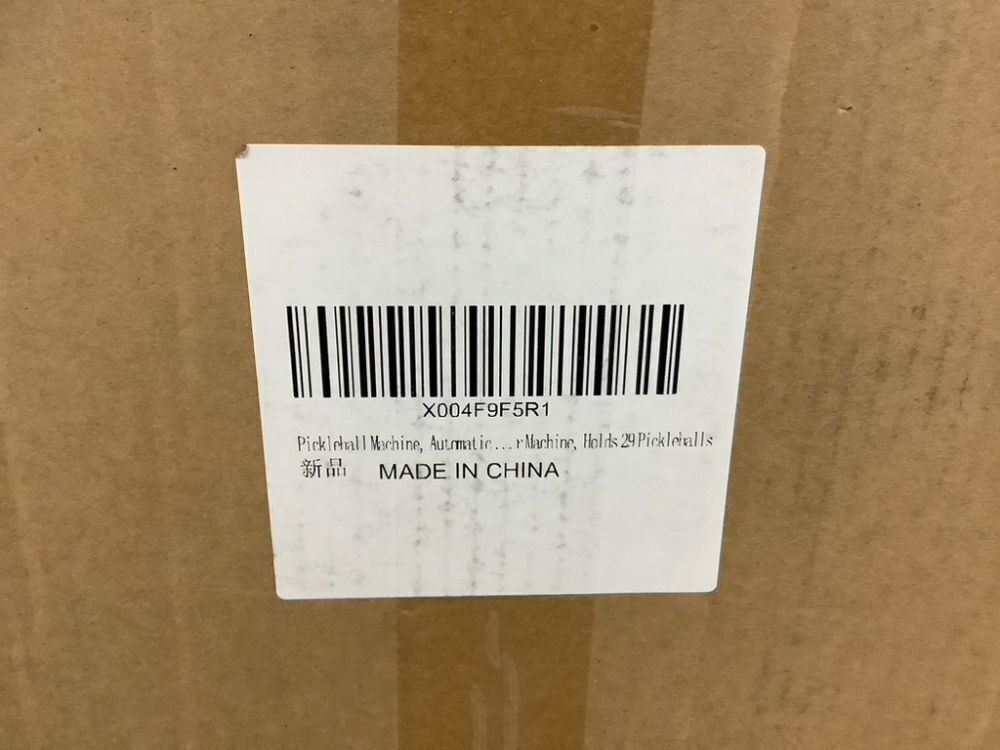 X004F9F5R1
Pickleball Machine, Automatic...r Machine, Holds 29 Pickleballs
新品 MADE IN CHINA